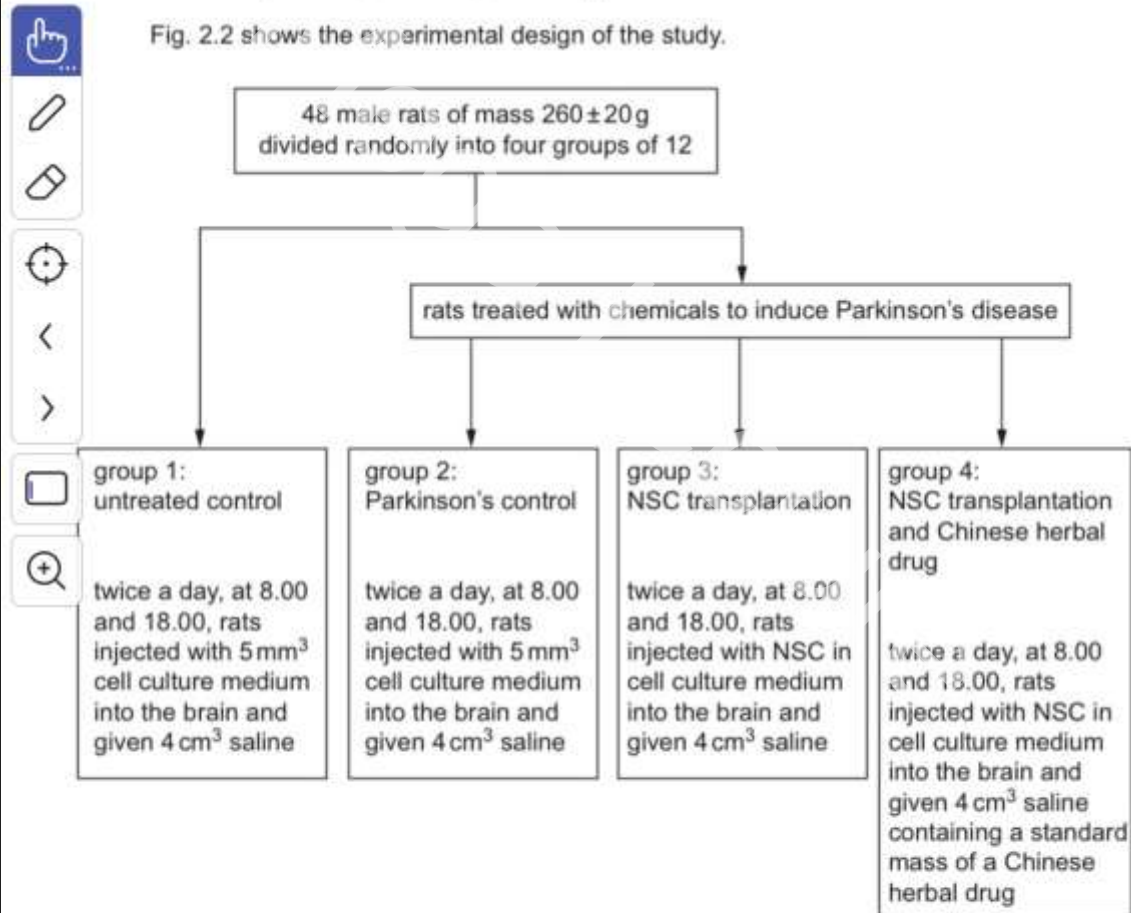 Fig. 2.2 shows the experimental design of the study.
48 male rats of mass 260 ± 20 g
divided randomly into four groups of 12
rats treated with chemicals to induce Parkinson's disease
group 1:
untreated control
twice a day, at 8.00
and 18.00, rats
injected with 5 mm³
cell culture medium
into the brain and
given 4 cm³ saline
group 2:
Parkinson's control
twice a day, at 8.00
and 18.00, rats
injected with 5 mm³
cell culture medium
into the brain and
given 4 cm³ saline
group 3:
NSC transplantation
twice a day, at 8.00
and 18.00, rats
injected with NSC in
cell culture medium
into the brain and
given 4 cm³ saline
group 4:
NSC transplantation
and Chinese herbal
drug
twice a day, at 8.00
and 18.00, rats
injected with NSC in
cell culture medium
into the brain and
given 4 cm³ saline
containing a standard
mass of a Chinese
herbal drug